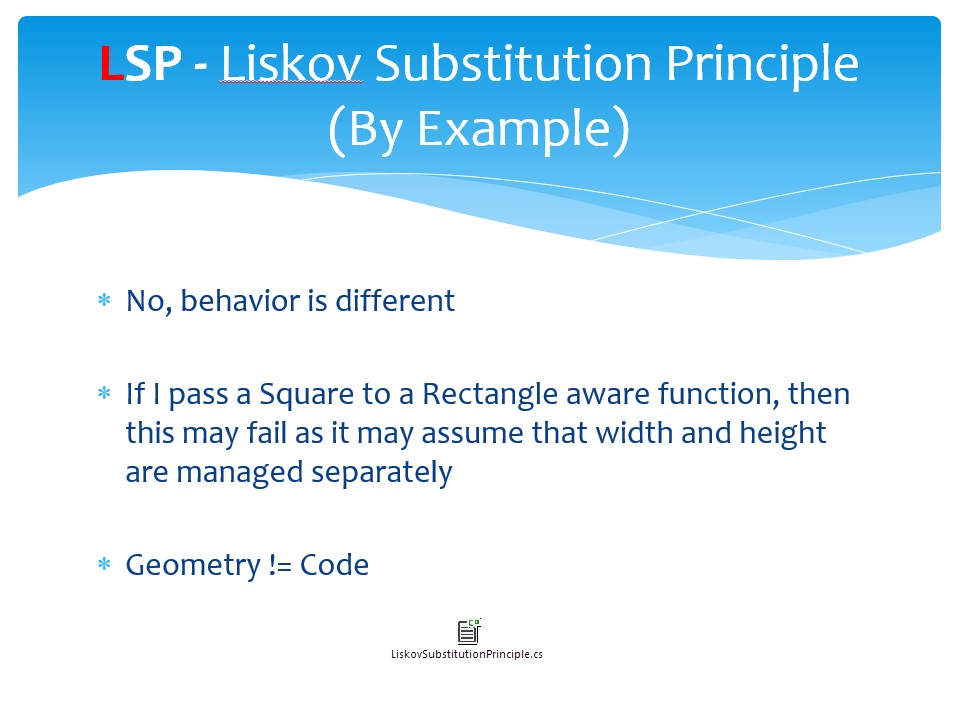 LSP - Liskov Substitution Principle
(By Example)
* No, behavior is different
* If I pass a Square to a Rectangle aware function, then
this may fail as it may assume that width and height
are managed separately
* Geometry != Code
LiskovSubstitutionPrinciple.cs